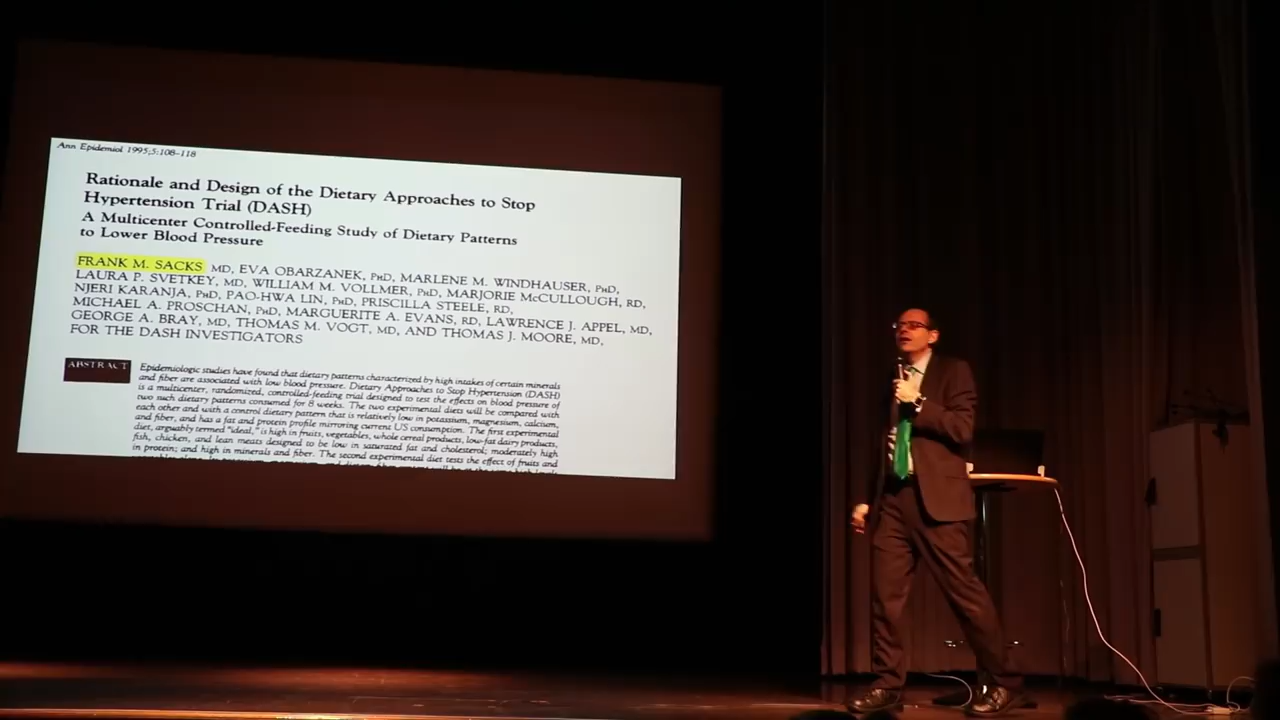 Ann Epidemiol 1995;5:108–118
Rationale and Design of the Dietary Approaches to Stop
Hypertension Trial (DASH)
A Multicenter Controlled-Feeding Study of Dietary Patterns
to Lower Blood Pressure
FRANK M. SACKS MD, EVA OBARZANEK, PhD, MARLENE M. WINDHAUSER, PhD,
LAURA P. SVETKEY, MD, WILLIAM M. VOLLMER, PhD, MARJORIE McCULLOUGH, RD,
NJERI KARANJA, PhD, PAO-HWA LIN, PhD, PRISCILLA STEELE, RD,
MICHAEL A. PROSCHAN, PhD, MARGUERITE A. EVANS, RD, LAWRENCE J. APPEL, MD,
GEORGE A. BRAY, MD, THOMAS M. VOGT, MD, AND THOMAS J. MOORE, MD,
FOR THE DASH INVESTIGATORS
ABSTRACT
Epidemiologic studies have found that dietary patterns characterized by high intakes of certain minerals
and fiber are associated with low blood pressure. Dietary Approaches to Stop Hypertension (DASH)
is a multicenter, randomized, controlled-feeding trial designed to test the effects on blood pressure of
two such dietary patterns consumed for 8 weeks. The two experimental diets will be compared with
each other and with a control dietary pattern that is relatively low in potassium, magnesium, calcium,
and fiber, and has a fat and protein profile mirroring current US consumption. The first experimental
diet, arguably termed "ideal," is high in fruits, vegetables, whole cereal products, low-fat dairy products,
fish, chicken, and lean meats designed to be low in saturated fat and cholesterol; moderately high
in protein; and high in minerals and fiber. The second experimental diet tests the effect of fruits and